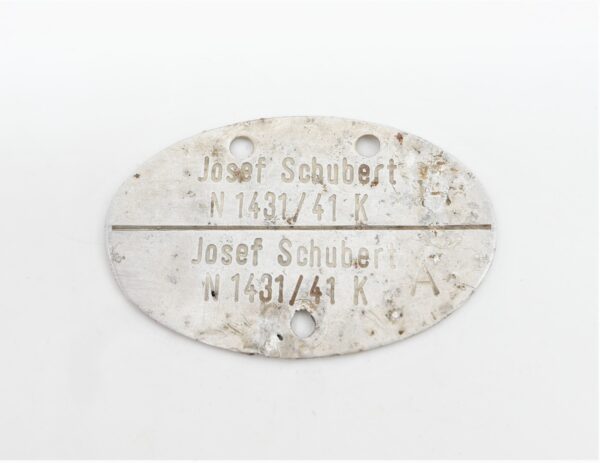 Josef Schubert
N 1431/41 K
Josef Schubert
N 1431/41 K A